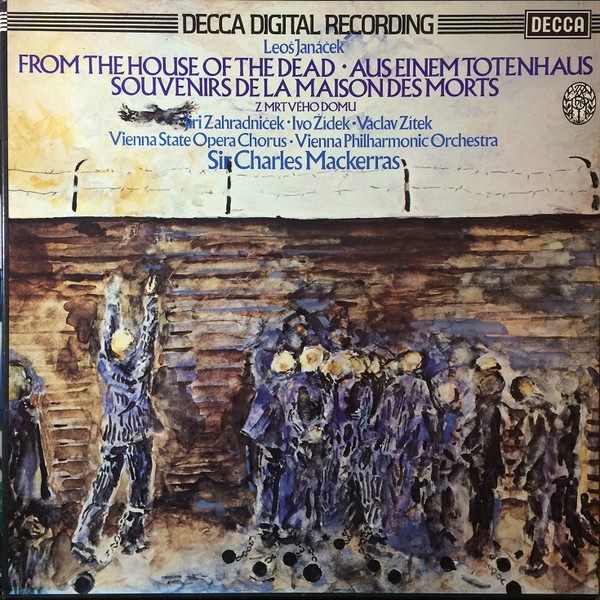 DECCA DIGITAL RECORDING
DECCA
Leoš Janáček
FROM THE HOUSE OF THE DEAD · AUS EINEM TOTENHAUS
SOUVENIRS DE LA MAISON DES MORTS
Z MRTVÉHO DOMU
Jiři Zahradníček · Ivo Žídek · Václav Zítek
Vienna State Opera Chorus · Vienna Philharmonic Orchestra
Sir Charles Mackerras